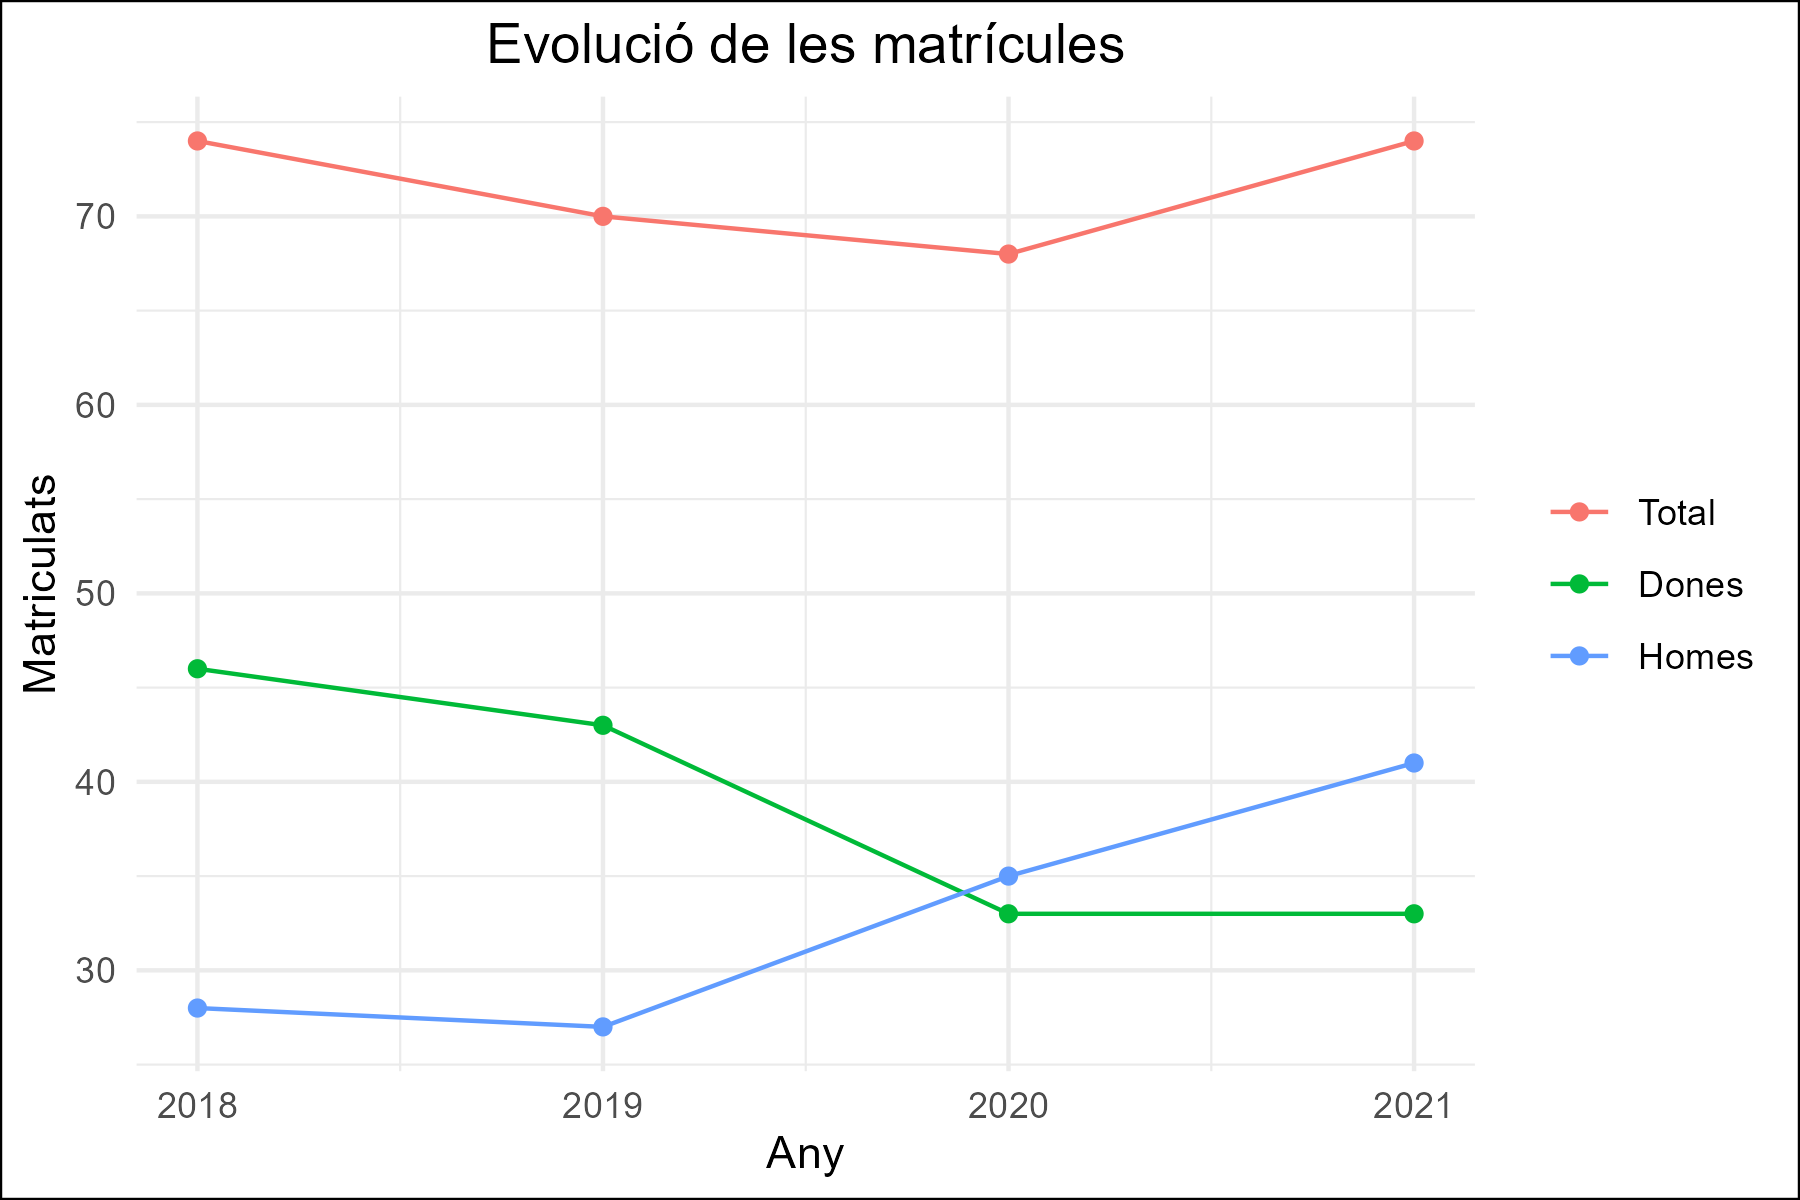 Evolució de les matrícules
Matriculats
70
60
50
40
30
2018 2019 2020 2021
Any
Total
Dones
Homes